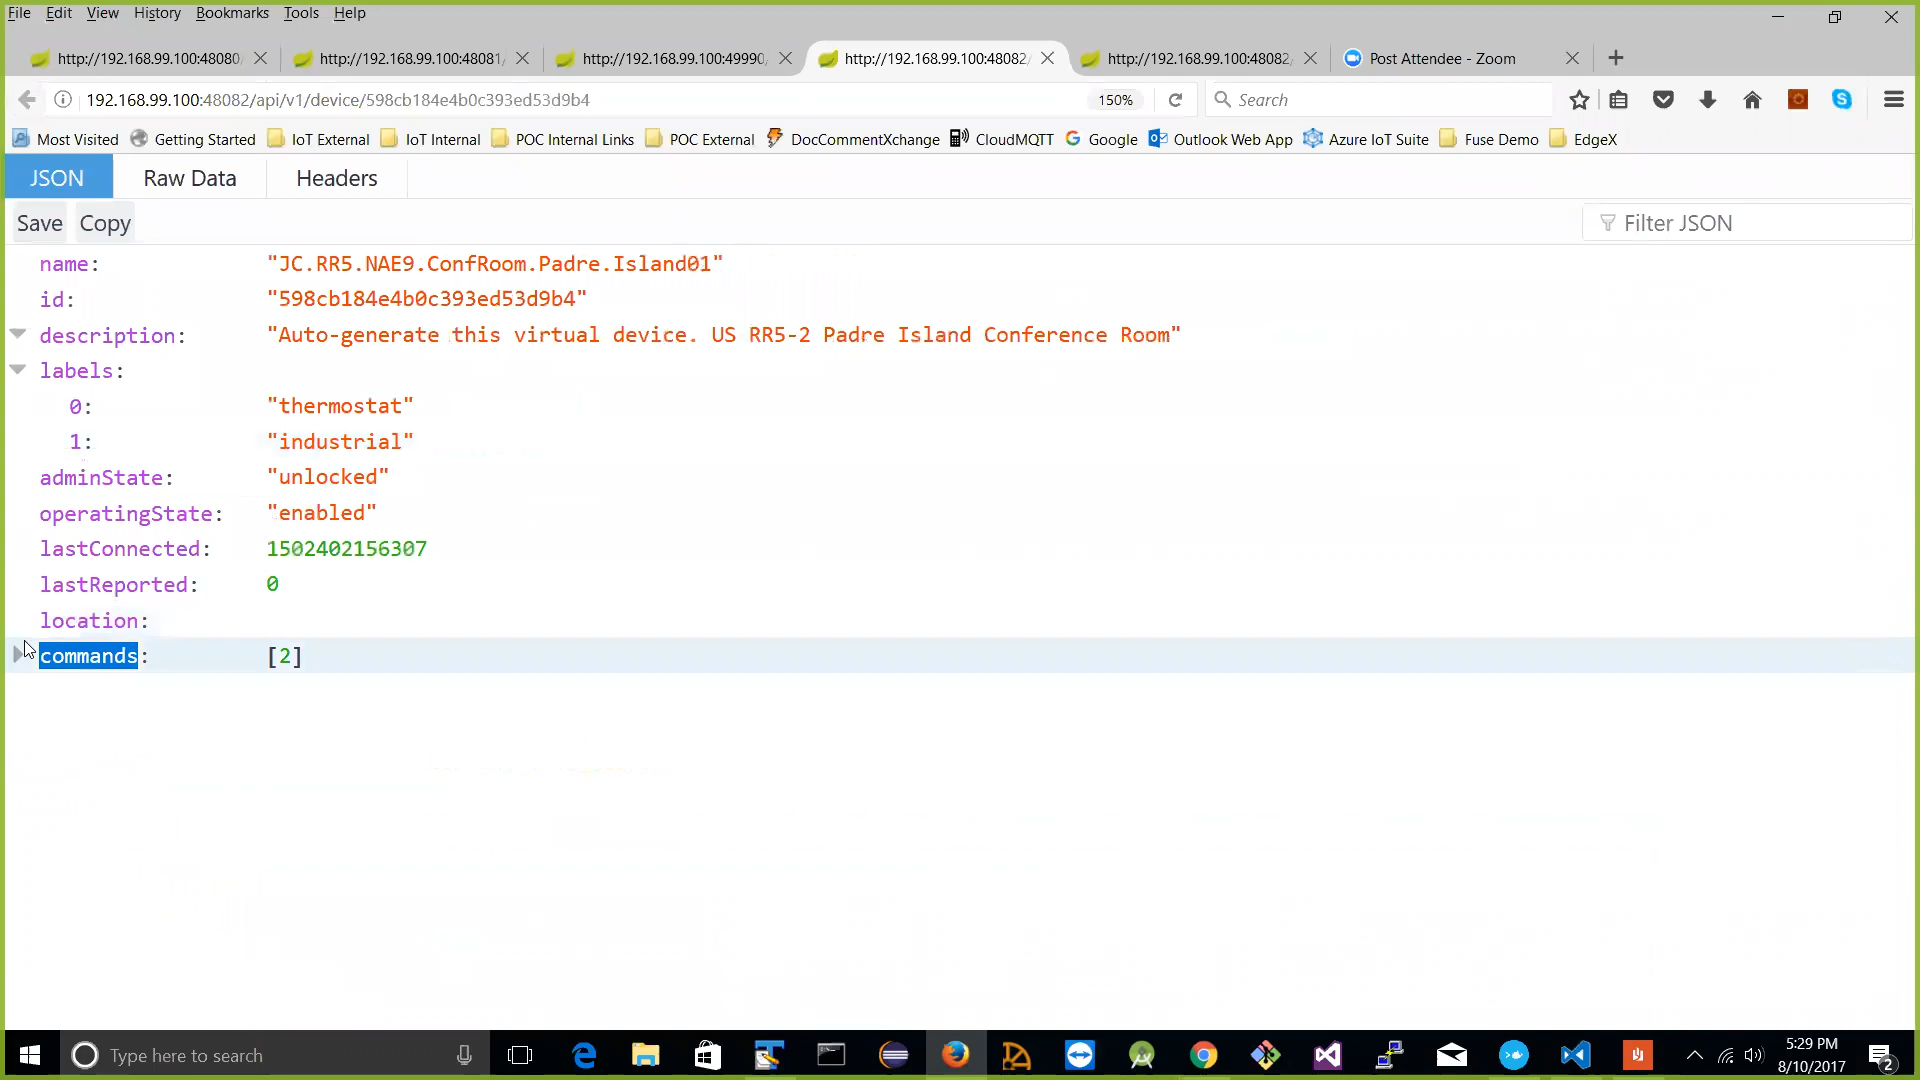 File Edit View History Bookmarks Tools Help
http://192.168.99.100:48080/ http://192.168.99.100:48081/ http://192.168.99.100:49990, http://192.168.99.100:48082/ http://192.168.99.100:48082, Post Attendee - Zoom
192.168.99.100:48082/api/v1/device/598cb184e4b0c393ed53d9b4 150% Search
Most Visited Getting Started IoT External IoT Internal POC Internal Links POC External DocCommentXchange CloudMQTT Google Outlook Web App Azure IoT Suite Fuse Demo EdgeX
JSON Raw Data Headers
Save Copy Filter JSON
name: "JC.RR5.NAE9.ConfRoom.Padre.Island01"
id: "598cb184e4b0c393ed53d9b4"
description: "Auto-generate this virtual device. US RR5-2 Padre Island Conference Room"
labels:
0: "thermostat"
1: "industrial"
adminState: "unlocked"
operatingState: "enabled"
lastConnected: 1502402156307
lastReported: 0
location:
commands: [2]
Type here to search 5:29 PM
8/10/2017 2